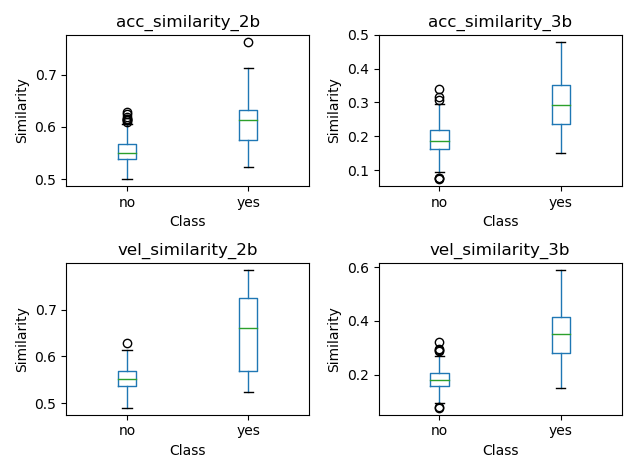 acc_similarity_2b
Similarity
0.7
0.6
0.5
no
yes
Class
acc_similarity_3b
Similarity
0.5
0.4
0.3
0.2
0.1
no
yes
Class
vel_similarity_2b
Similarity
0.7
0.6
0.5
no
yes
Class
vel_similarity_3b
Similarity
0.6
0.4
0.2
no
yes
Class